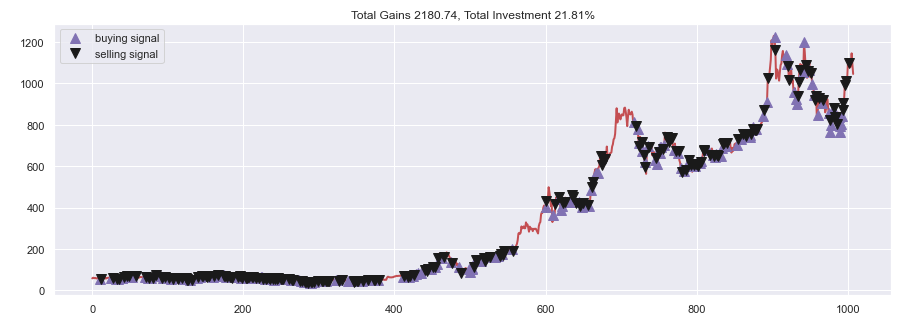 Total Gains 2180.74, Total Investment 21.81%
buying signal
selling signal
1200
1000
800
600
400
200
0
0 200 400 600 800 1000